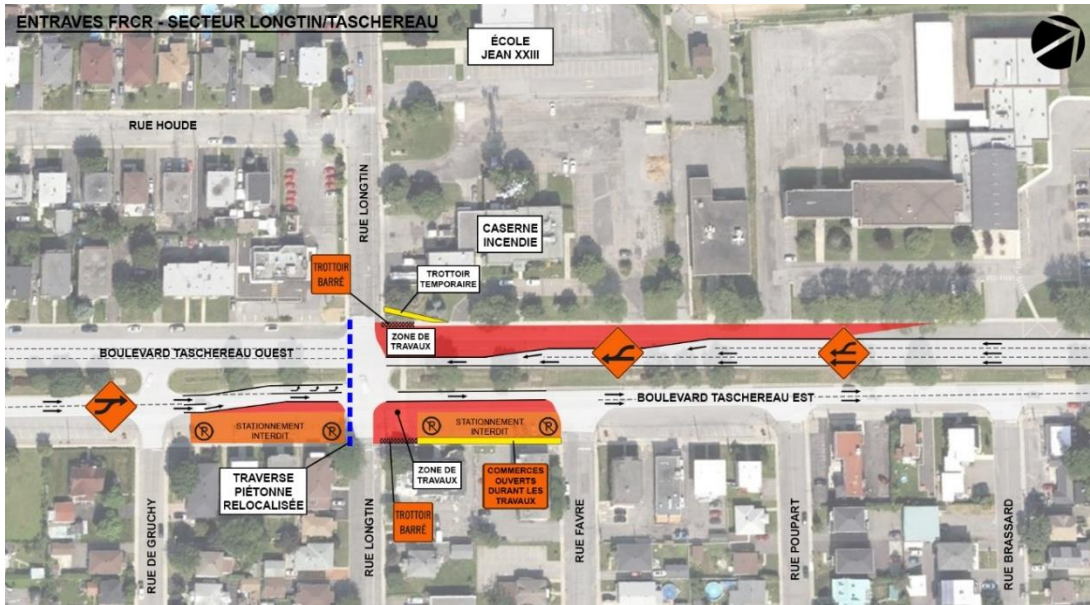 ENTRAVES FRCR - SECTEUR LONGTIN/TASCHEREAU
ÉCOLE
JEAN XXIII
RUE HOUDE
RUE LONGTIN
CASERNE
INCENDIE
TROTTOIR
BARRÉ
TROTTOIR
TEMPORAIRE
ZONE DE
TRAVAUX
BOULEVARD TASCHEREAU OUEST
BOULEVARD TASCHEREAU EST
STATIONNEMENT
INTERDIT
STATIONNEMENT
INTERDIT
TRAVERSE
PIÉTONNE
RELOCALISÉE
ZONE DE
TRAVAUX
COMMERCES
OUVERTS
DURANT LES
TRAVAUX
TROTTOIR
BARRÉ
RUE DE GRUCHY
RUE LONGTIN
RUE FAVRE
RUE POUPART
RUE BRASSARD